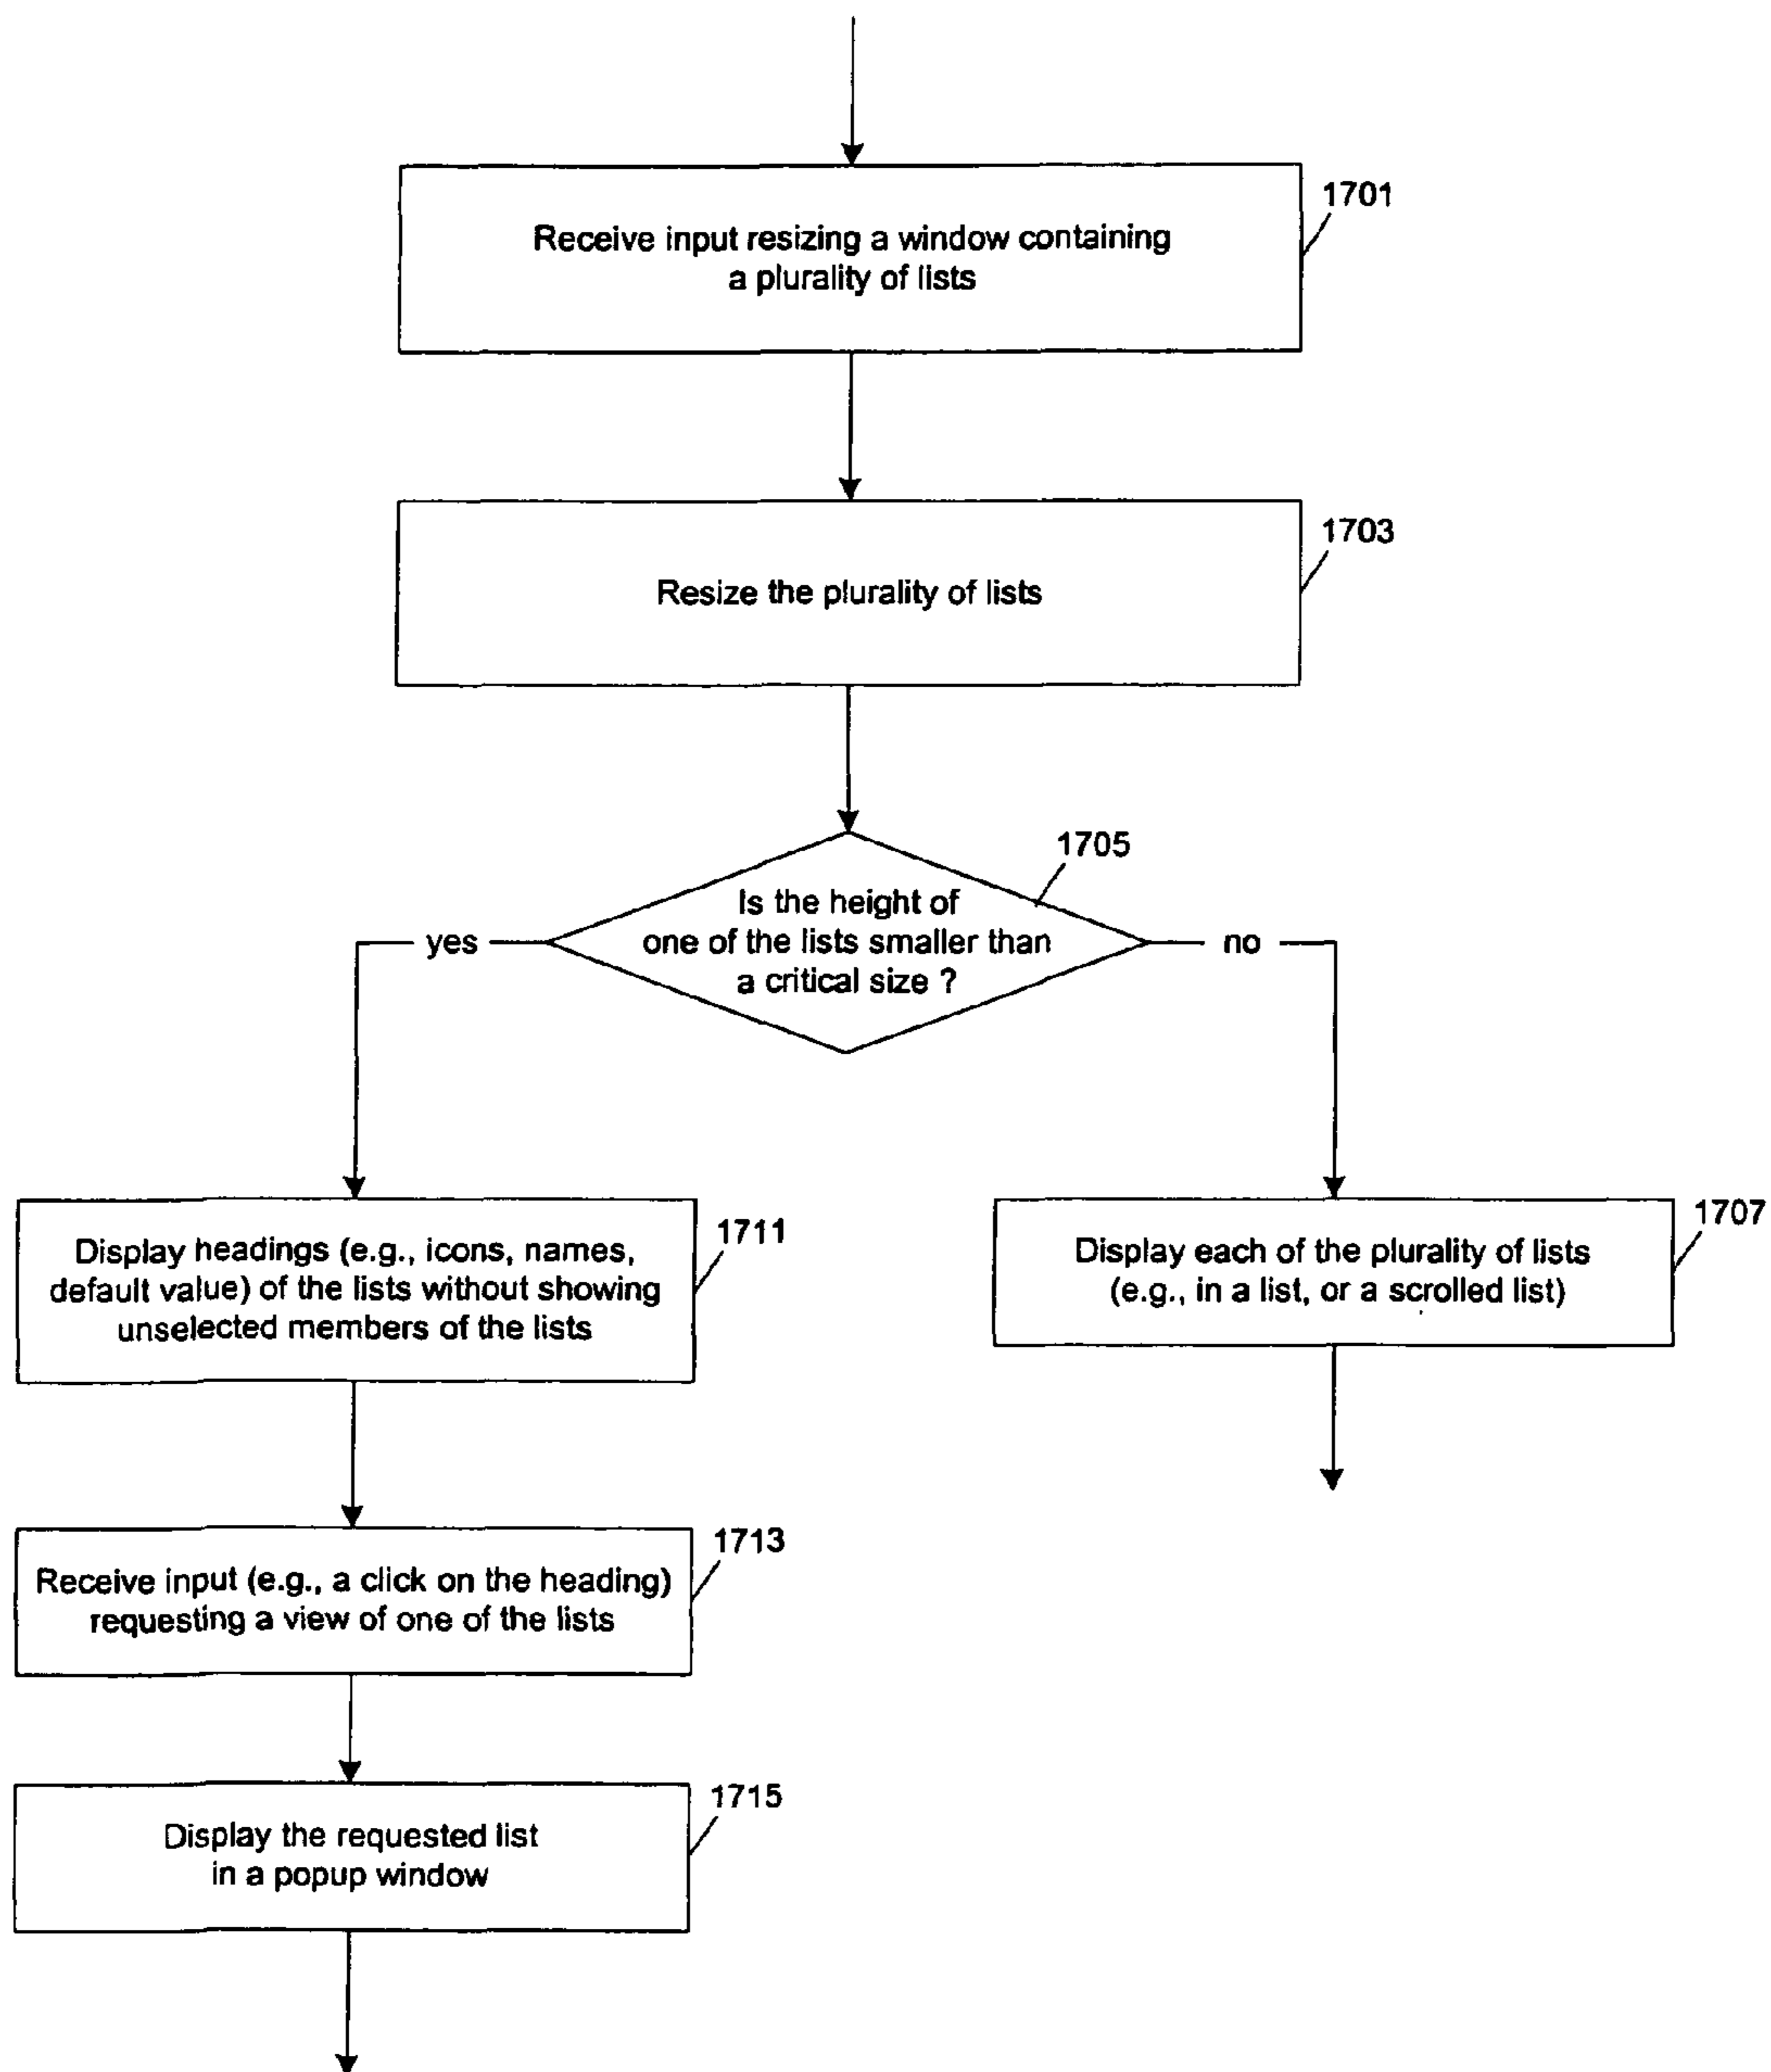 1701
Receive input resizing a window containing
a plurality of lists
1703
Resize the plurality of lists
1705
Is the height of
one of the lists smaller than
a critical size ?
yes
no
1711
Display headings (e.g., icons, names,
default value) of the lists without showing
unselected members of the lists
1707
Display each of the plurality of lists
(e.g., in a list, or a scrolled list)
1713
Receive input (e.g., a click on the heading)
requesting a view of one of the lists
1715
Display the requested list
in a popup window